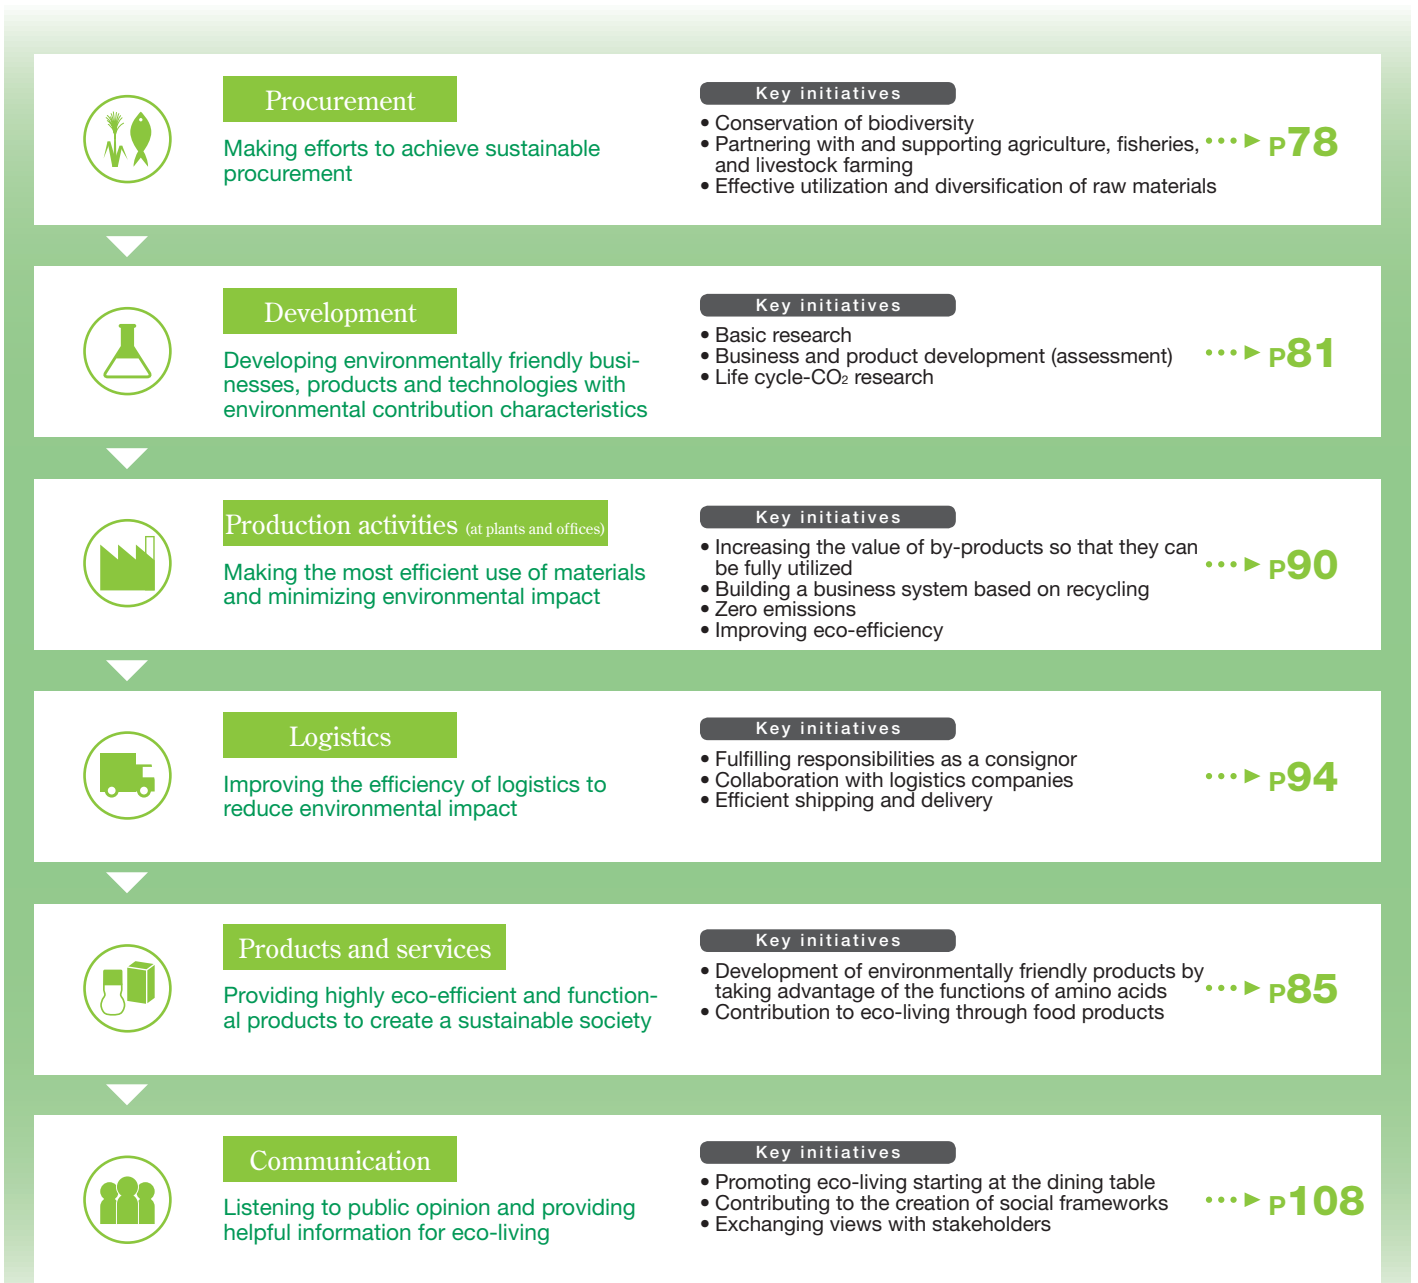 Procurement
Making efforts to achieve sustainable
procurement
Key initiatives
• Conservation of biodiversity
• Partnering with and supporting agriculture, fisheries,
and livestock farming
• Effective utilization and diversification of raw materials
P78
Development
Developing environmentally friendly busi-
nesses, products and technologies with
environmental contribution characteristics
Key initiatives
• Basic research
• Business and product development (assessment)
• Life cycle-CO₂ research
P81
Production activities (at plants and offices)
Making the most efficient use of materials
and minimizing environmental impact
Key initiatives
• Increasing the value of by-products so that they can
be fully utilized
• Building a business system based on recycling
• Zero emissions
• Improving eco-efficiency
P90
Logistics
Improving the efficiency of logistics to
reduce environmental impact
Key initiatives
• Fulfilling responsibilities as a consignor
• Collaboration with logistics companies
• Efficient shipping and delivery
P94
Products and services
Providing highly eco-efficient and function-
al products to create a sustainable society
Key initiatives
• Development of environmentally friendly products by
taking advantage of the functions of amino acids
• Contribution to eco-living through food products
P85
Communication
Listening to public opinion and providing
helpful information for eco-living
Key initiatives
• Promoting eco-living starting at the dining table
• Contributing to the creation of social frameworks
• Exchanging views with stakeholders
P108